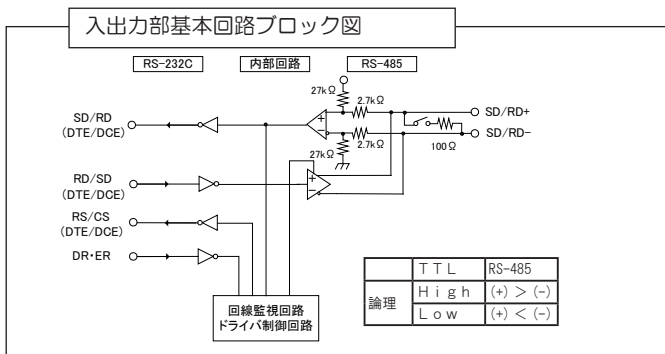 入出力部基本回路ブロック図
RS-232C 内部回路 RS-485
27kΩ
2.7kΩ
SD/RD
(DTE/DCE)
SD/RD+
SD/RD-
2.7kΩ
100Ω
27kΩ
RD/SD
(DTE/DCE)
RS/CS
(DTE/DCE)
DR・ER
回線監視回路
ドライバ制御回路
TTL RS-485
論理 High (+) > (-)
Low (+) < (-)